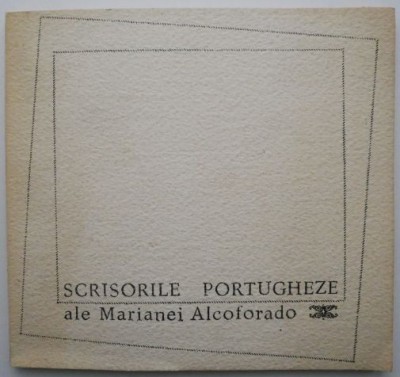 SCRISORILE PORTUGHEZE
ale Marianei Alcoforado